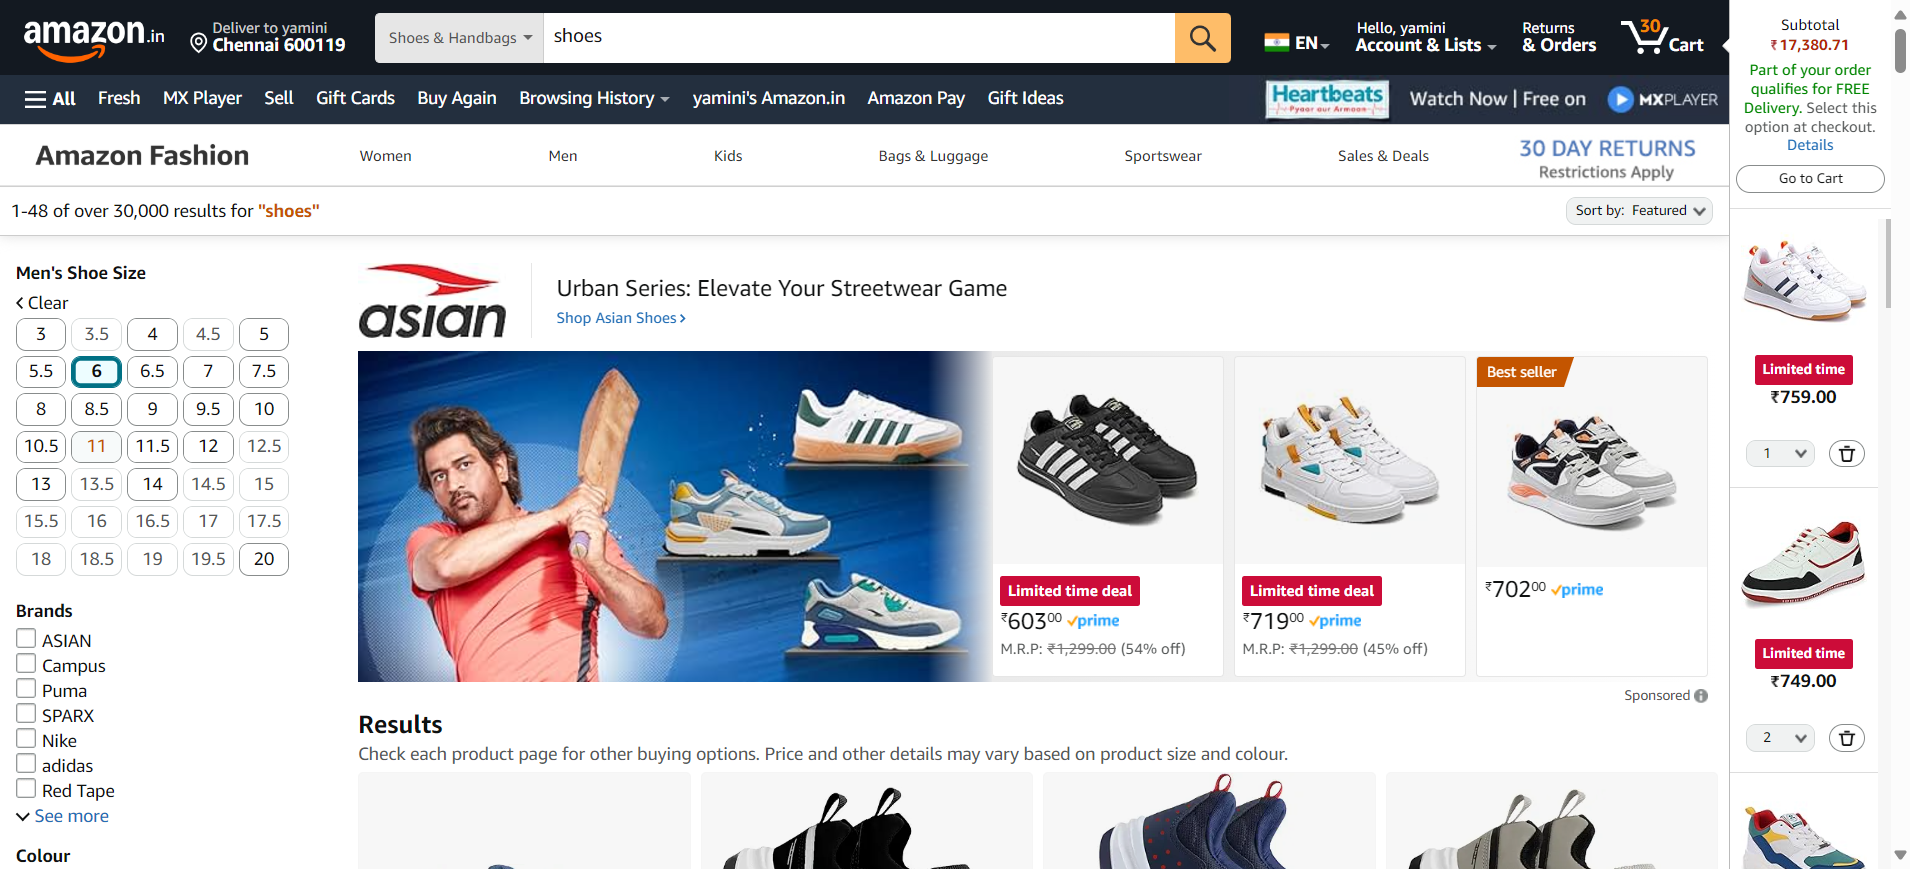 amazon.in
Deliver to yamini
Chennai 600119
Shoes & Handbags
shoes
EN
Hello, yamini
Account & Lists
Returns
& Orders
30
Cart
All
Fresh
MX Player
Sell
Gift Cards
Buy Again
Browsing History
yamini's Amazon.in
Amazon Pay
Gift Ideas
Heartbeats
Pyaar aur Armaan
Watch Now | Free on
MXPLAYER
Amazon Fashion
Women
Men
Kids
Bags & Luggage
Sportswear
Sales & Deals
30 DAY RETURNS
Restrictions Apply
1-48 of over 30,000 results for "shoes"
Sort by: Featured
Men's Shoe Size
Clear
3 3.5 4 4.5 5
5.5 6 6.5 7 7.5
8 8.5 9 9.5 10
10.5 11 11.5 12 12.5
13 13.5 14 14.5 15
15.5 16 16.5 17 17.5
18 18.5 19 19.5 20
Brands
ASIAN
Campus
Puma
SPARX
Nike
adidas
Red Tape
See more
Colour
asian
Urban Series: Elevate Your Streetwear Game
Shop Asian Shoes
Limited time deal
₹603.00 prime
M.R.P: ₹1,299.00 (54% off)
Limited time deal
₹719.00 prime
M.R.P: ₹1,299.00 (45% off)
Best seller
₹702.00 prime
Sponsored
Results
Check each product page for other buying options. Price and other details may vary based on product size and colour.
Subtotal
₹17,380.71
Part of your order
qualifies for FREE
Delivery. Select this
option at checkout.
Details
Go to Cart
Limited time
₹759.00
1
Limited time
₹749.00
2